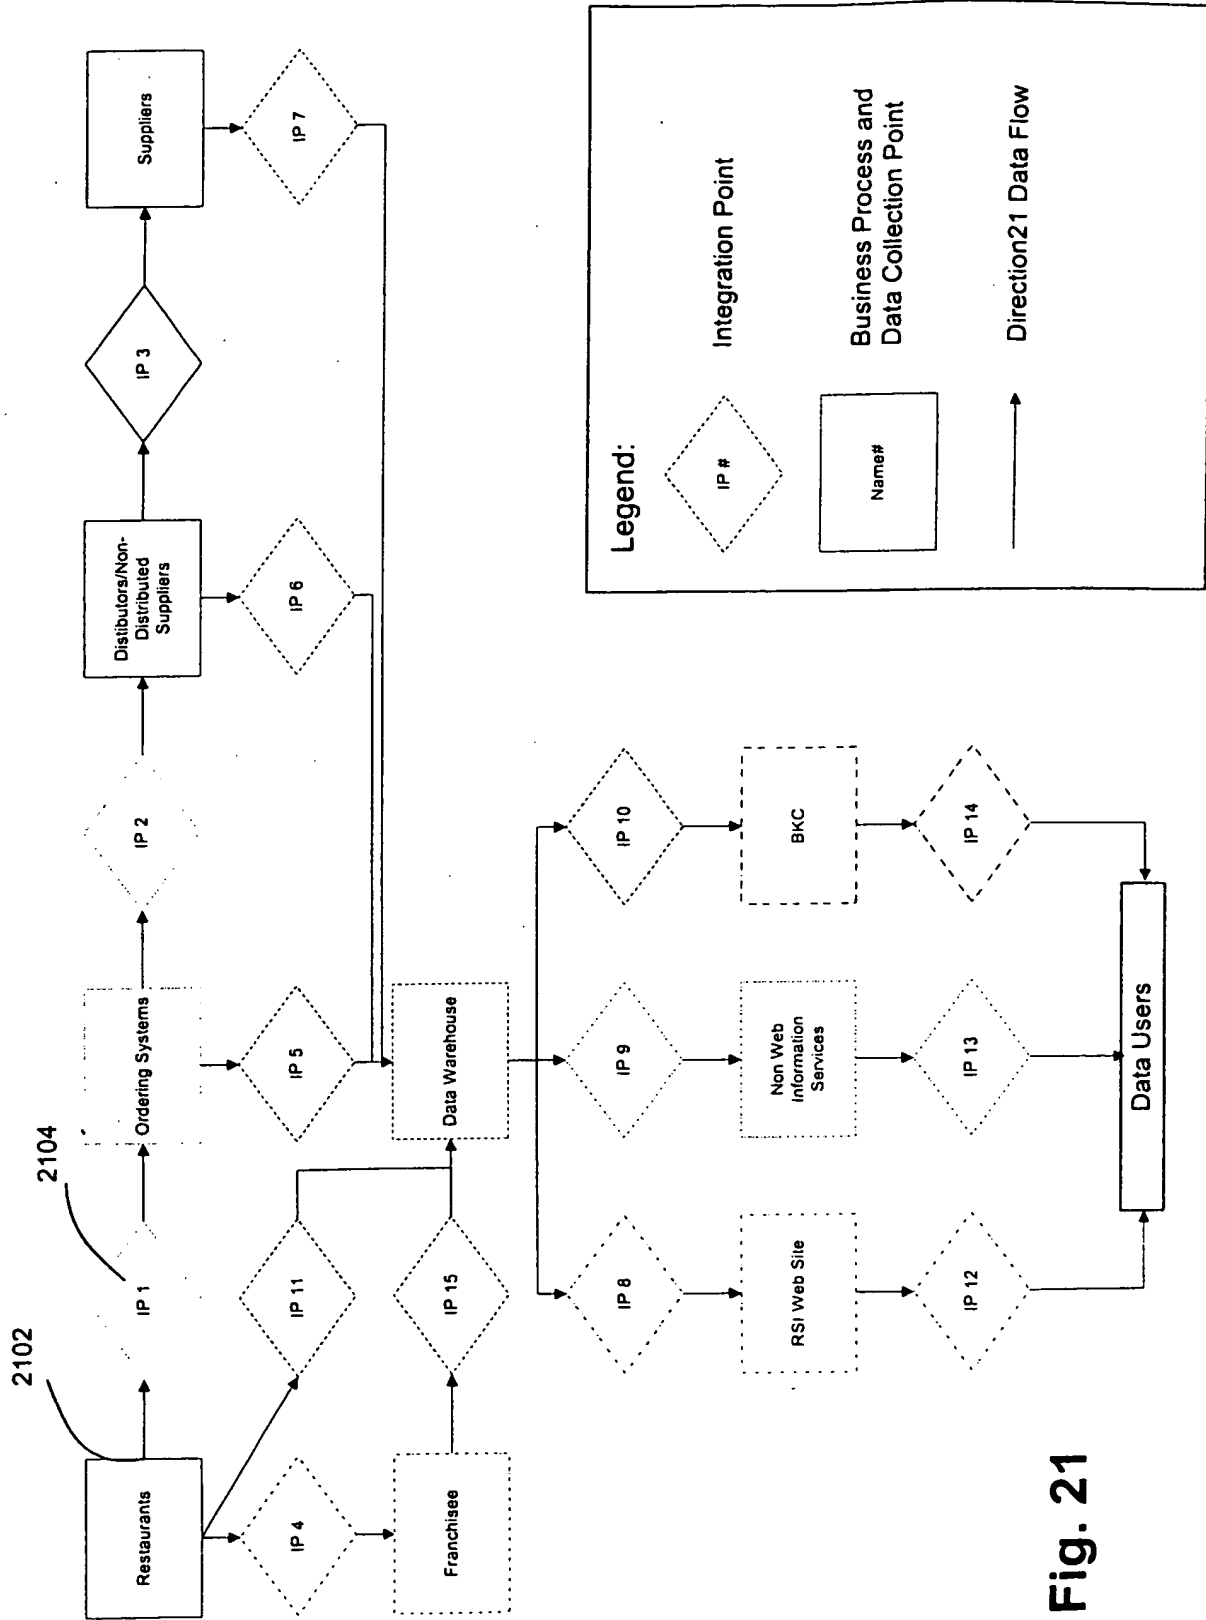 2102
2104
Restaurants
IP 1
Ordering Systems
IP 2
Distibutors/Non-
Distributed
Suppliers
IP 3
Suppliers
IP 4
IP 11
IP 5
IP 6
IP 7
Franchisee
IP 15
Data Warehouse
IP 8
IP 9
IP 10
RSI Web Site
Non Web
Information
Services
BKC
IP 12
IP 13
IP 14
Data Users
Legend:
IP #
Integration Point
Name#
Business Process and
Data Collection Point
Direction21 Data Flow
Fig. 21